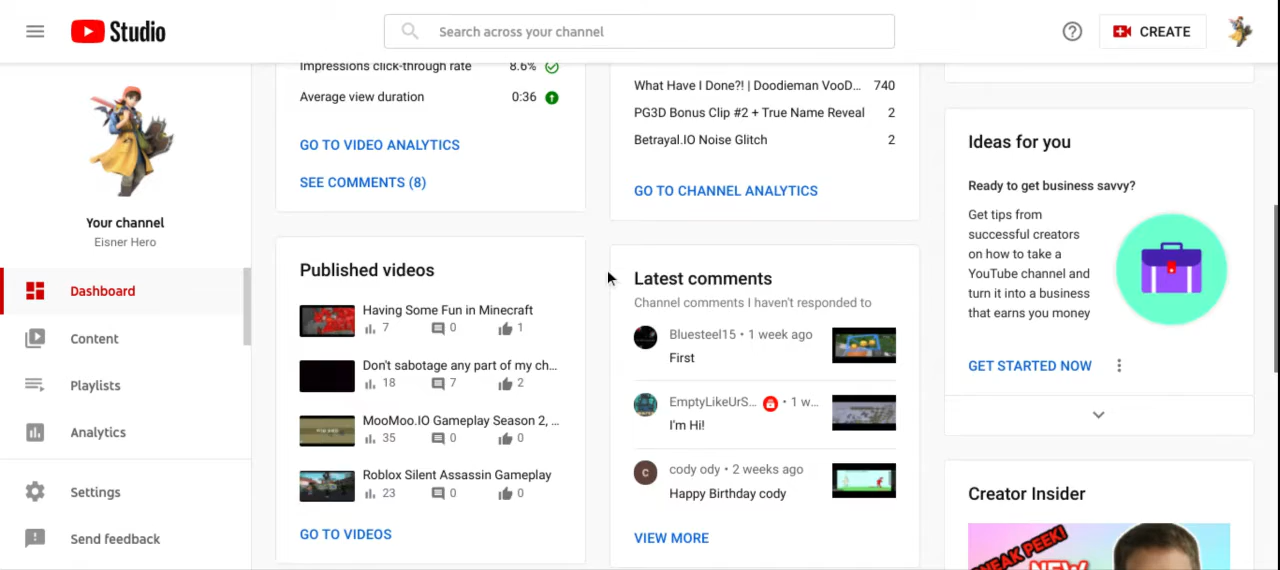 Studio
Search across your channel
CREATE
Your channel
Eisner Hero
Dashboard
Content
Playlists
Analytics
Settings
Send feedback
Impressions click-through rate 8.6%
Average view duration 0:36
GO TO VIDEO ANALYTICS
SEE COMMENTS (8)
Published videos
Having Some Fun in Minecraft
7 0 1
Don't sabotage any part of my ch...
18 7 2
MooMoo.IO Gameplay Season 2, ...
35 0 0
Roblox Silent Assassin Gameplay
23 0 0
GO TO VIDEOS
What Have I Done?! | Doodieman VooD... 740
PG3D Bonus Clip #2 + True Name Reveal 2
Betrayal.IO Noise Glitch 2
GO TO CHANNEL ANALYTICS
Latest comments
Channel comments I haven't responded to
Bluesteel15 • 1 week ago
First
EmptyLikeUrS... • 1 w...
I'm Hi!
c
cody ody • 2 weeks ago
Happy Birthday cody
VIEW MORE
Ideas for you
Ready to get business savvy?
Get tips from
successful creators
on how to take a
YouTube channel and
turn it into a business
that earns you money
GET STARTED NOW
Creator Insider
SNEAK PEEK!
NEW